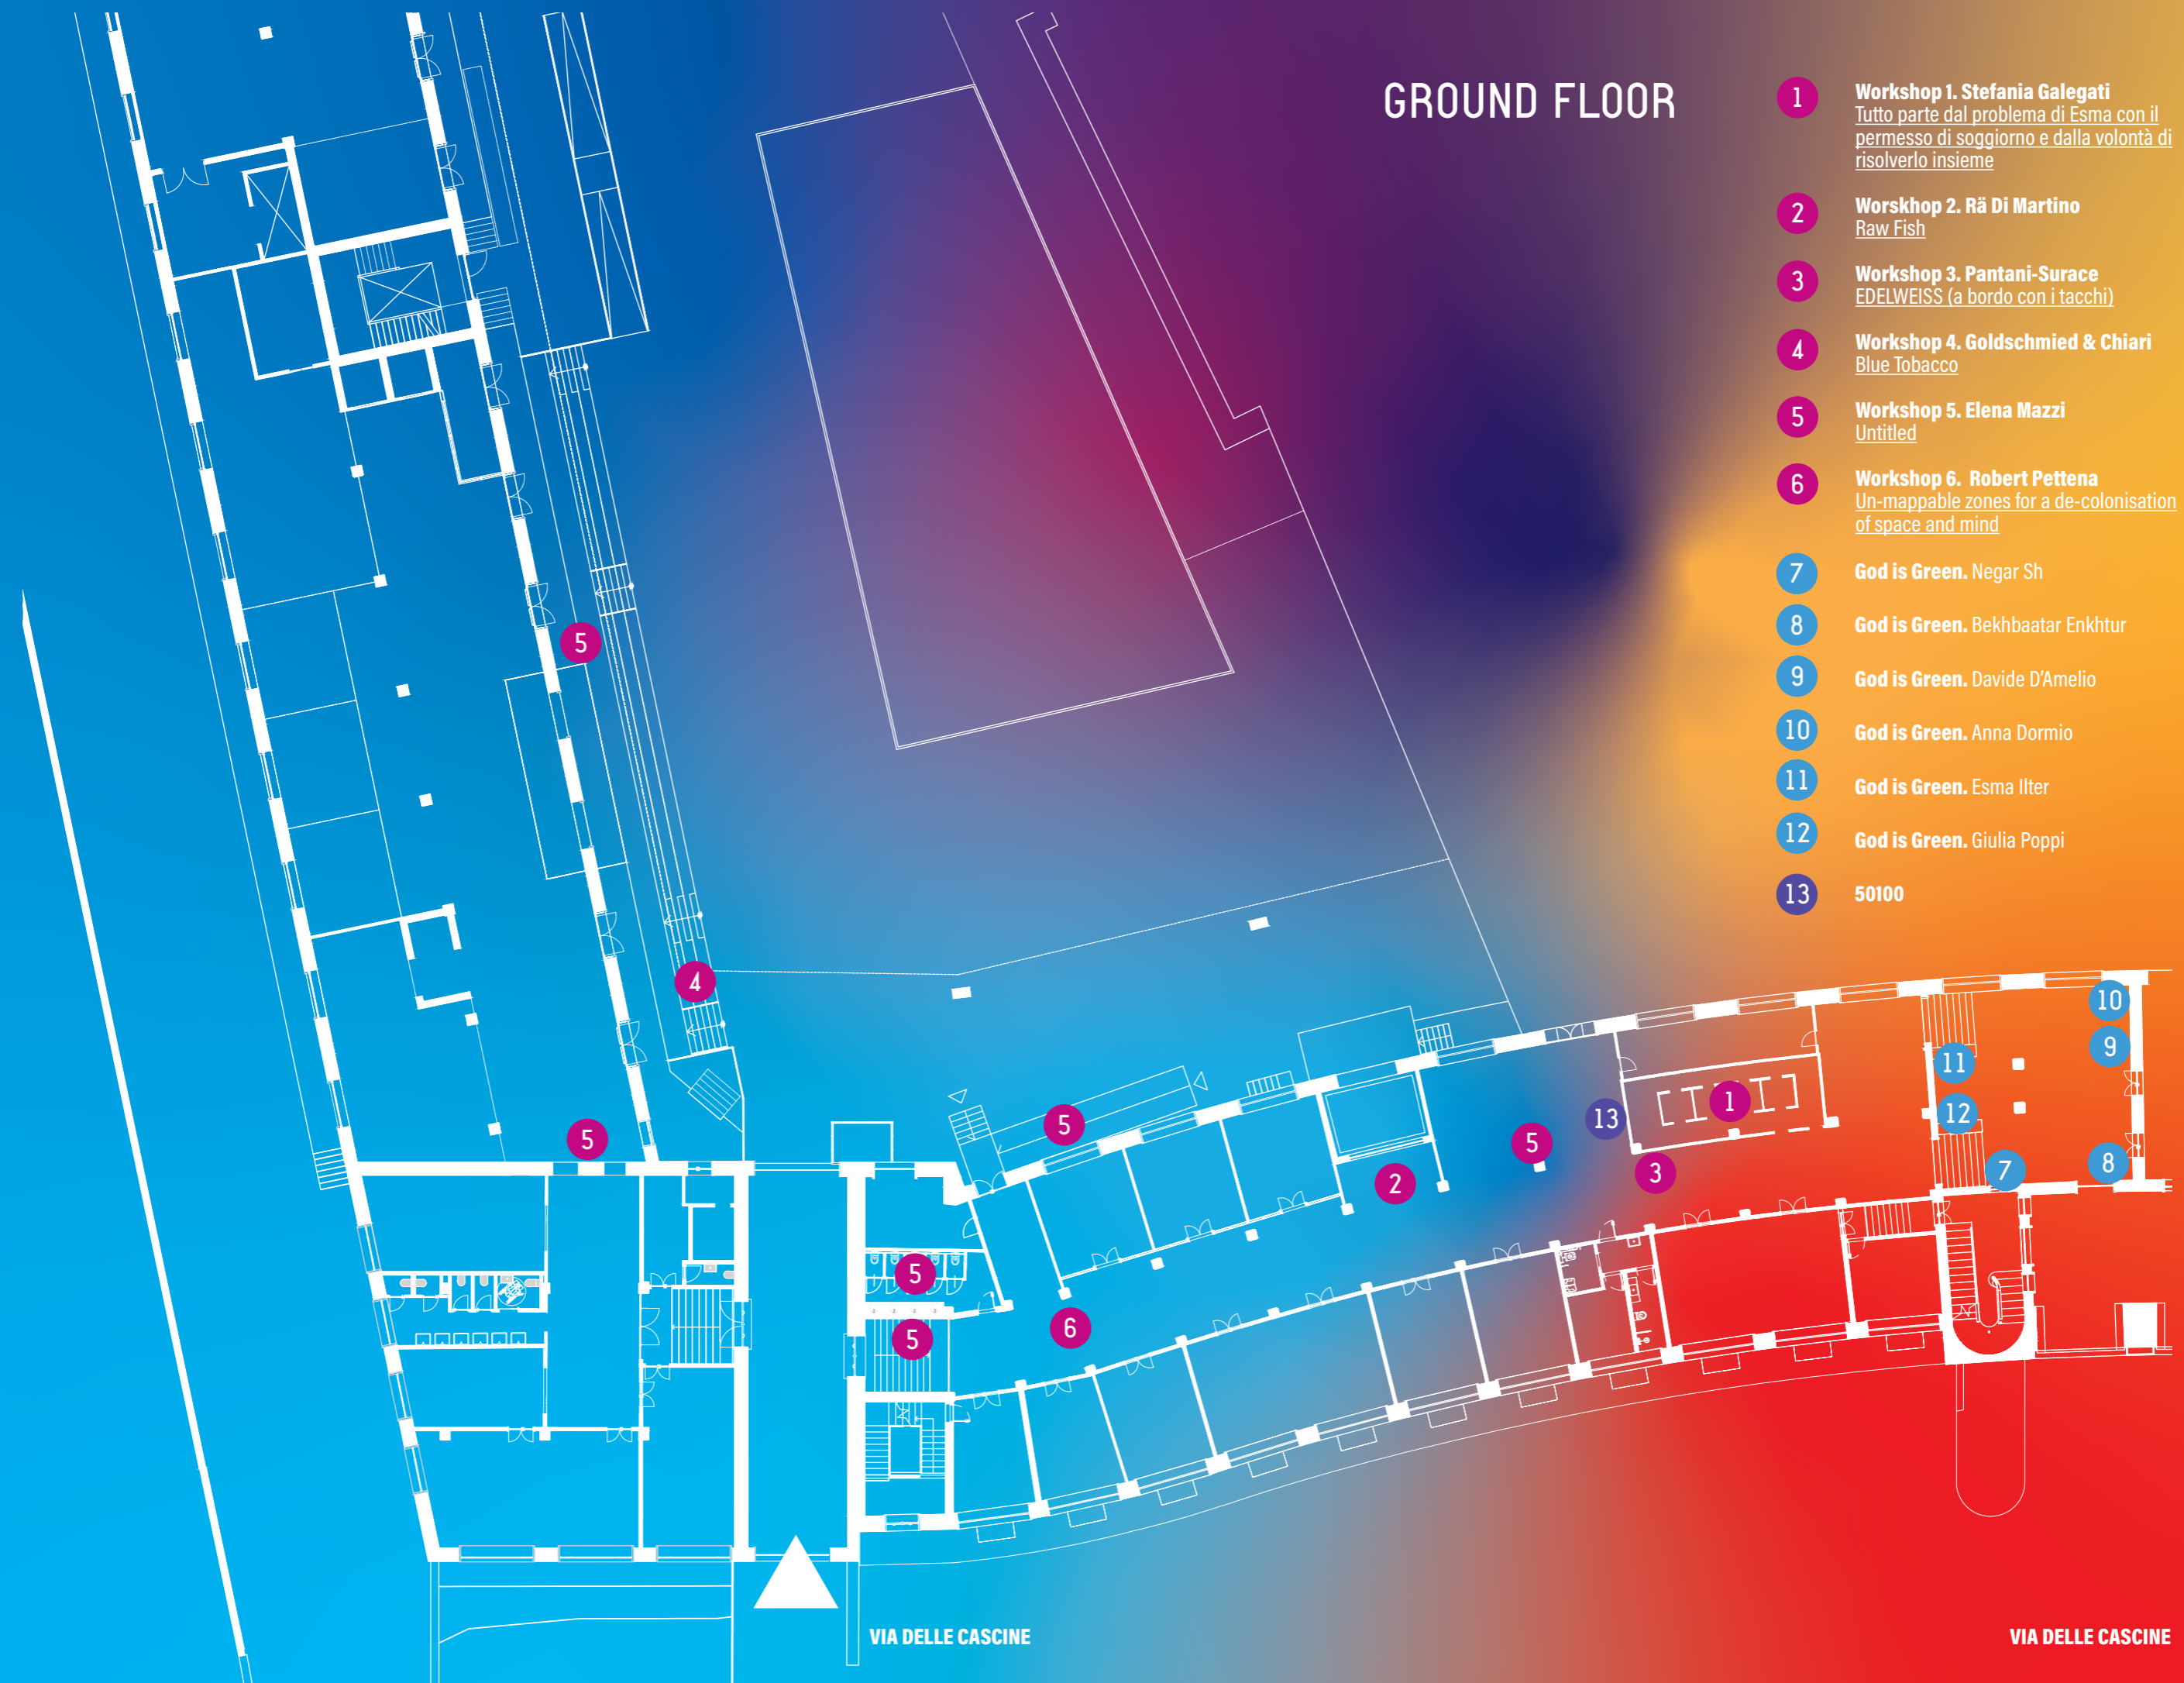 GROUND FLOOR
1
Workshop 1. Stefania Galegati
Tutto parte dal problema di Esma con il
permesso di soggiorno e dalla volontà di
risolverlo insieme
2
Worskhop 2. Rä Di Martino
Raw Fish
3
Workshop 3. Pantani-Surace
EDELWEISS (a bordo con i tacchi)
4
Workshop 4. Goldschmied & Chiari
Blue Tobacco
5
Workshop 5. Elena Mazzi
Untitled
6
Workshop 6. Robert Pettena
Un-mappable zones for a de-colonisation
of space and mind
7
God is Green. Negar Sh
8
God is Green. Bekhbaatar Enkhtur
9
God is Green. Davide D'Amelio
10
God is Green. Anna Dormio
11
God is Green. Esma Ilter
12
God is Green. Giulia Poppi
13
50100
5
4
10
9
11
1
12
13
5
5
5
3
7
8
2
5
6
5
VIA DELLE CASCINE
VIA DELLE CASCINE